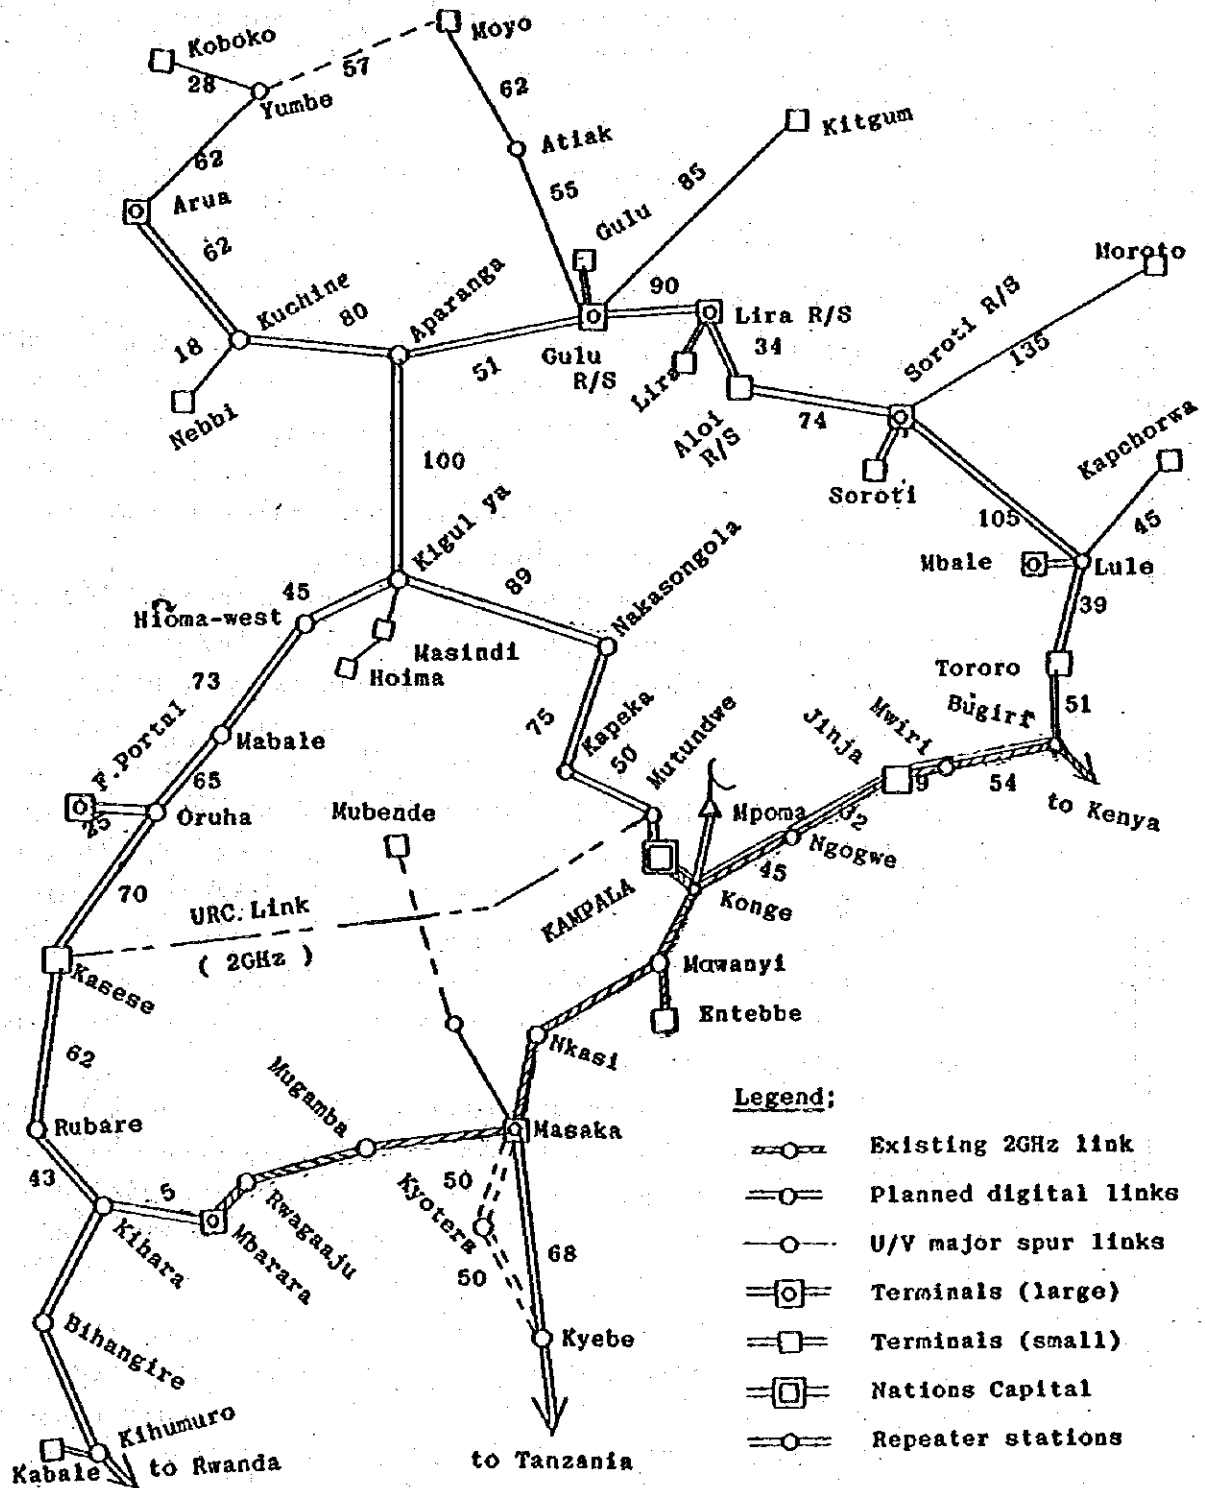 Moyo
Koboko
57
28
Yumbe
62
Kitgum
Atiak
62
85
55
Arua
Gulu
62
Moroto
Kuchine
Aparanga
90
Soroti R/S
80
Lira R/S
135
18
51
Gulu
R/S
34
Lira
Nebbi
Aloi
R/S
74
Kapchorwa
100
Soroti
105
45
Kigul ya
Mbale
Lule
89
Nakasongola
39
45
Hioma-west
Masindi
Hoima
Tororo
73
Bugiri
51
F.Portal
75
Kapeka
Mutundwe
Jinja
Mwiri
Mabale
50
65
9
54
to Kenya
25
Oruha
Mubende
Mpoma
32
Ngogwe
45
70
URC. Link
KAMPALA
Konge
( 2GHz )
Kasese
Mawanyi
Entebbe
Nkasi
62
Mugamba
Legend;
Rubare
Masaka
Existing 2GHz link
43
5
50
Kyotera
Rwagaaju
Planned digital links
Kibara
Mbarara
68
U/V major spur links
50
Terminals (large)
Bihangire
Kyebe
Terminals (small)
Nations Capital
Kihumuro
Repeater stations
Kabale
to Rwanda
to Tanzania